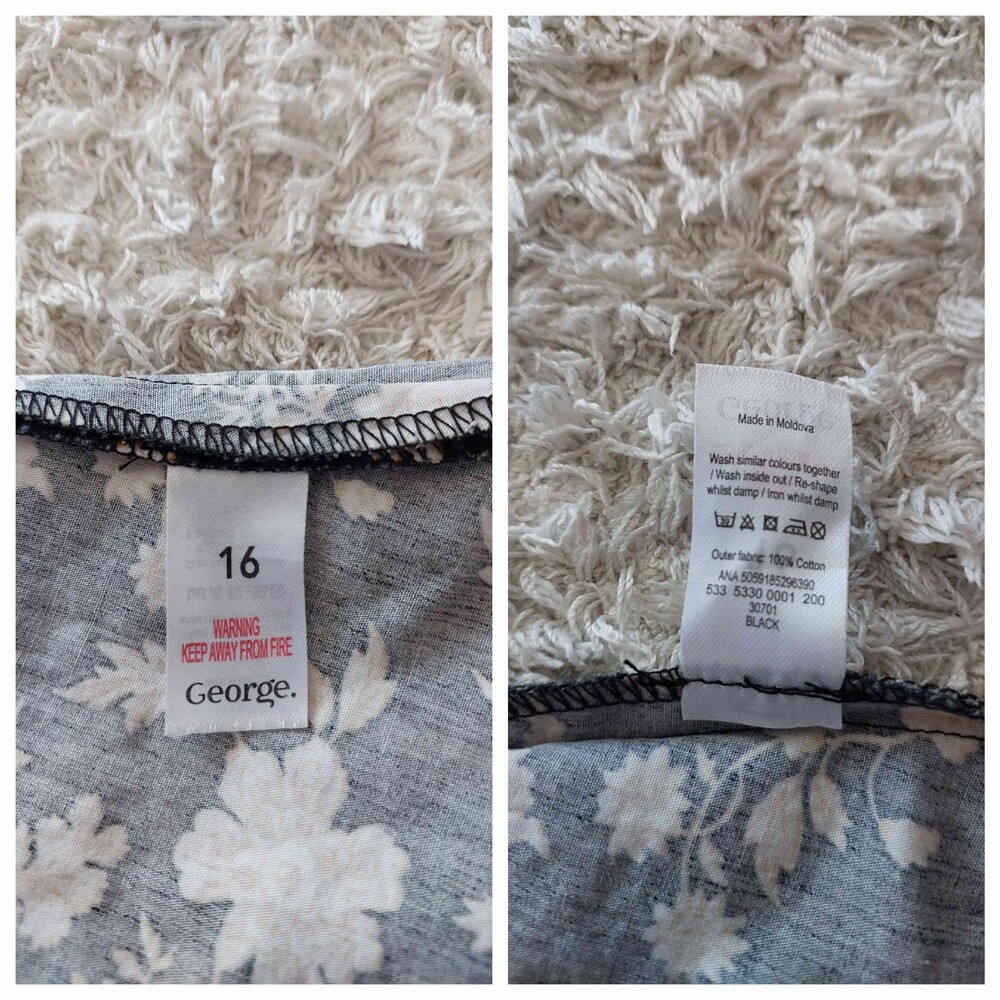 16
WARNING
KEEP AWAY FROM FIRE
George.
Made in Moldova
Wash similar colours together
/ Wash inside out / Re-shape
whilst damp / Iron whilst damp
Outer fabric: 100% Cotton
ANA 5059185296390
533 5330 0001 200
30701
BLACK